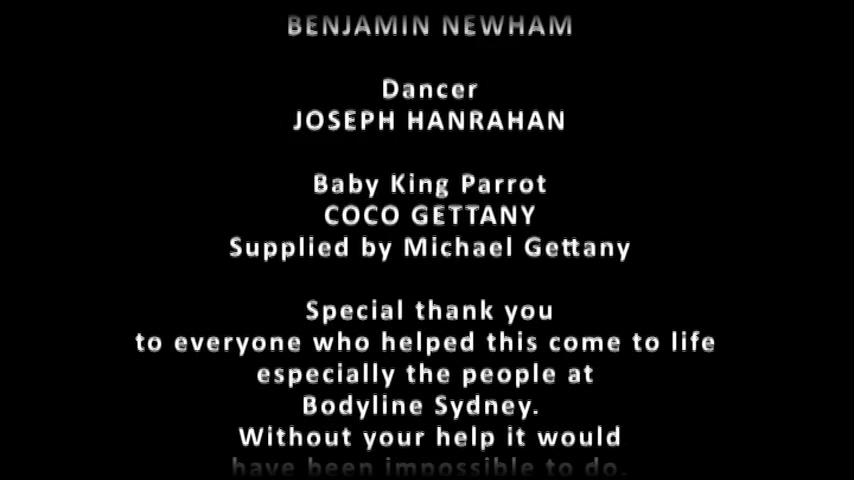 BENJAMIN NEWHAM
Dancer
JOSEPH HANRAHAN
Baby King Parrot
COCO GETTANY
Supplied by Michael Gettany
Special thank you
to everyone who helped this come to life
especially the people at
Bodyline Sydney.
Without your help it would
have been impossible to do.